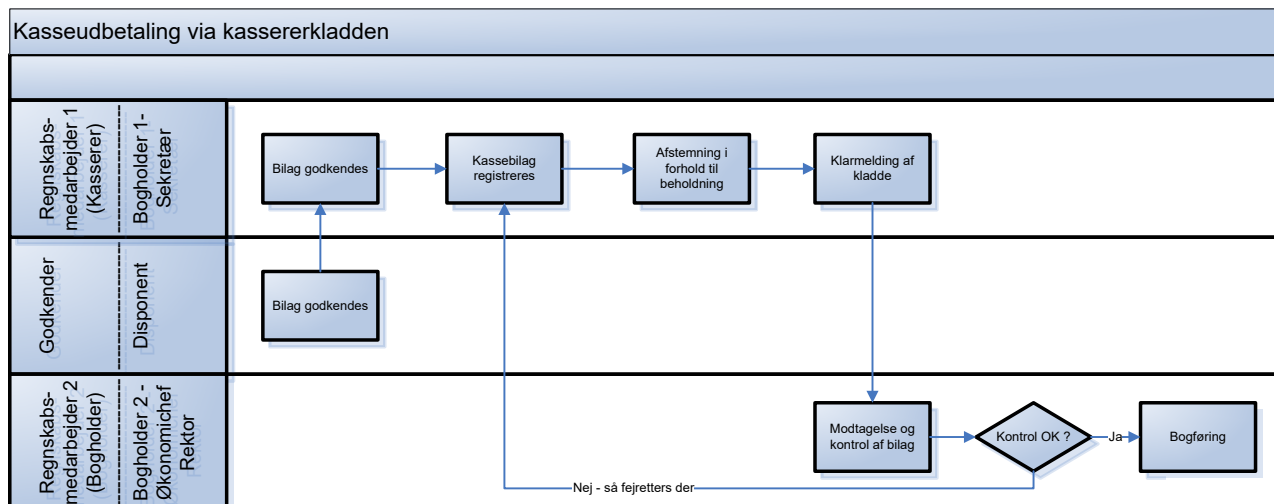 Kasseudbetaling via kassererkladden
Regnskabs-
medarbejder 1
(Kasserer)
Bogholder 1-
Sekretær
Bilag godkendes
Kassebilag
registreres
Afstemning i
forhold til
beholdning
Klarmelding af
kladde
Godkender
Disponent
Bilag godkendes
Regnskabs-
medarbejder 2
(Bogholder)
Bogholder 2 -
Økonomichef
Rektor
Modtagelse og
kontrol af bilag
Kontrol OK ?
Ja
Bogføring
Nej - så fejretters der